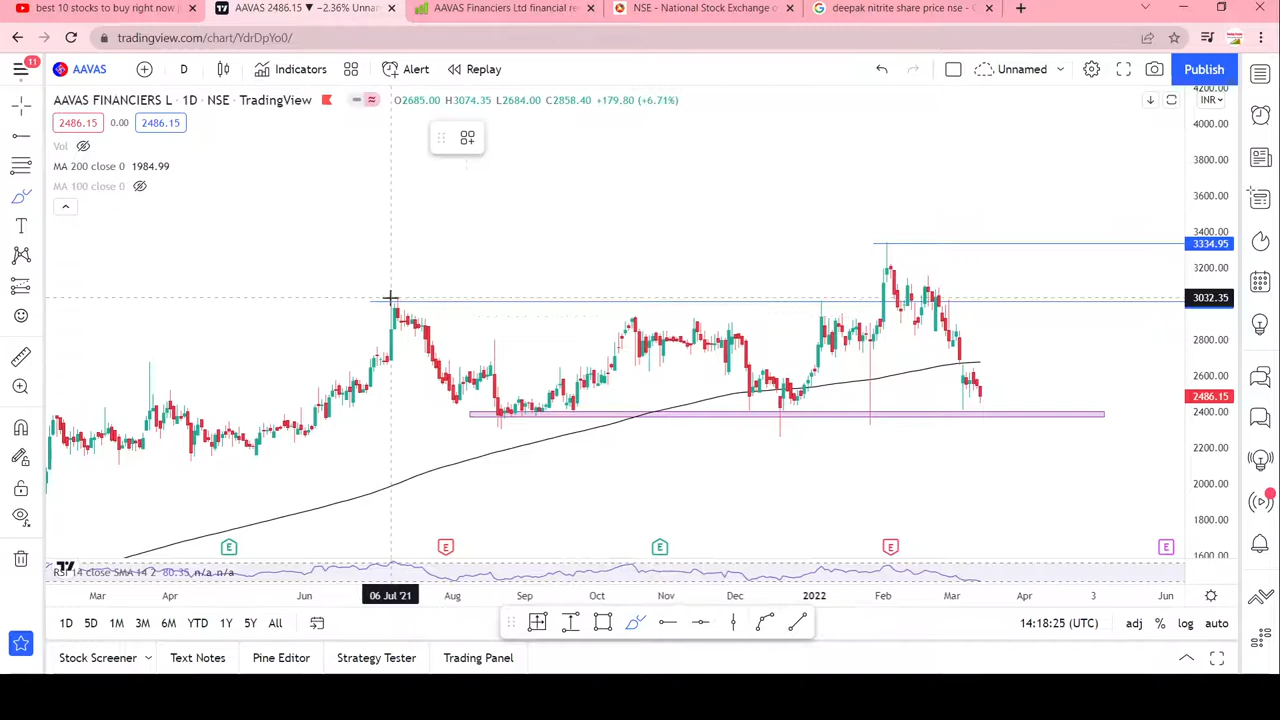 best 10 stocks to buy right now
AAVAS 2486.15 ▼ −2.36% Unnam
AAVAS Financiers Ltd financial re
NSE - National Stock Exchange o
deepak nitrite share price nse - G
tradingview.com/chart/YdrDpYo0/
11
AAVAS
D
Indicators
Alert
Replay
Unnamed
Publish
AAVAS FINANCIERS L · 1D · NSE · TradingView
O2685.00 H3074.35 L2684.00 C2858.40 +179.80 (+6.71%)
INR
2486.15
0.00
2486.15
Vol
MA 200 close 0 1984.99
MA 100 close 0
4200.00
4000.00
3800.00
3600.00
3400.00
3334.95
3200.00
3032.35
2800.00
2600.00
2486.15
2400.00
2200.00
2000.00
1800.00
1600.00
E
E
E
E
E
RSI 14 close SMA 14 2 80.35 n/a n/a
Mar
Apr
Jun
06 Jul '21
Aug
Sep
Oct
Nov
Dec
2022
Feb
Mar
Apr
3
Jun
1D
5D
1M
3M
6M
YTD
1Y
5Y
All
14:18:25 (UTC)
adj
%
log
auto
Stock Screener
Text Notes
Pine Editor
Strategy Tester
Trading Panel